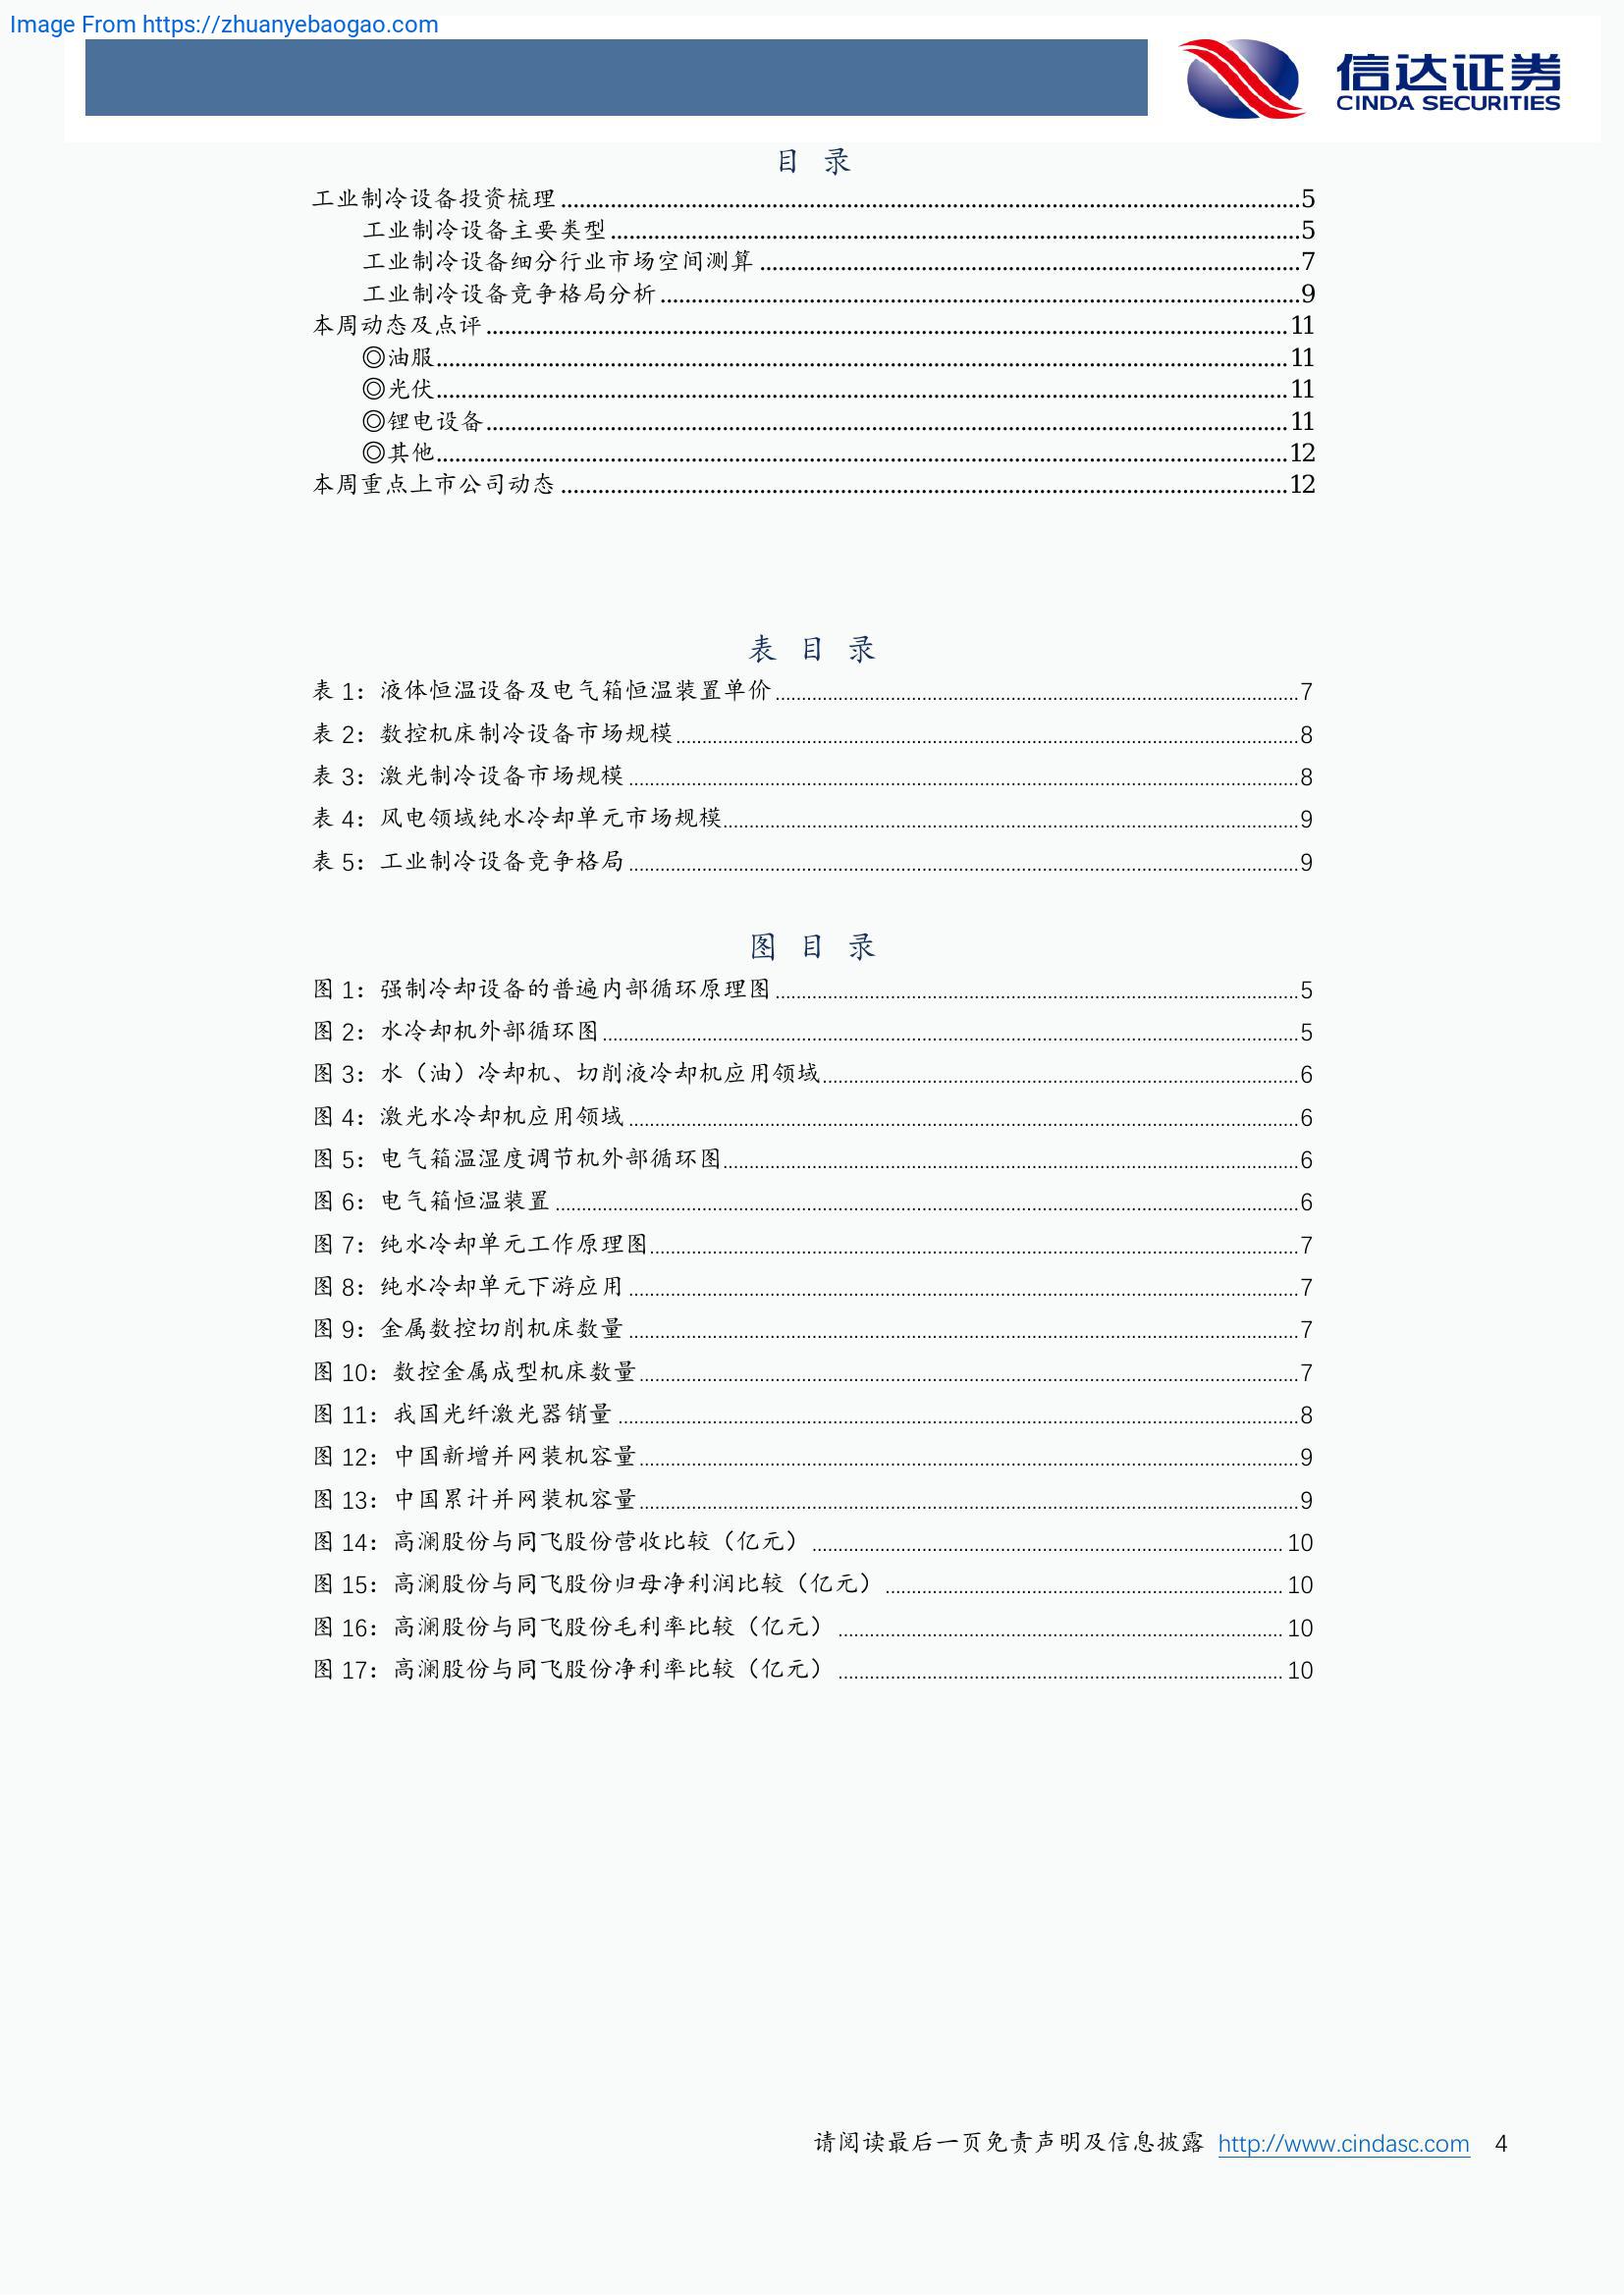 Image From https://zhuanyebaogao.com
信达证券
CINDA SECURITIES
目 录
工业制冷设备投资梳理 5
工业制冷设备主要类型 5
工业制冷设备细分行业市场空间测算 7
工业制冷设备竞争格局分析 9
本周动态及点评 11
◎油服 11
◎光伏 11
◎锂电设备 11
◎其他 12
本周重点上市公司动态 12
表 目 录
表 1：液体恒温设备及电气箱恒温装置单价 7
表 2：数控机床制冷设备市场规模 8
表 3：激光制冷设备市场规模 8
表 4：风电领域纯水冷却单元市场规模 9
表 5：工业制冷设备竞争格局 9
图 目 录
图 1：强制冷却设备的普遍内部循环原理图 5
图 2：水冷却机外部循环图 5
图 3：水（油）冷却机、切削液冷却机应用领域 6
图 4：激光水冷却机应用领域 6
图 5：电气箱温湿度调节机外部循环图 6
图 6：电气箱恒温装置 6
图 7：纯水冷却单元工作原理图 7
图 8：纯水冷却单元下游应用 7
图 9：金属数控切削机床数量 7
图 10：数控金属成型机床数量 7
图 11：我国光纤激光器销量 8
图 12：中国新增并网装机容量 9
图 13：中国累计并网装机容量 9
图 14：高澜股份与同飞股份营收比较（亿元） 10
图 15：高澜股份与同飞股份归母净利润比较（亿元） 10
图 16：高澜股份与同飞股份毛利率比较（亿元） 10
图 17：高澜股份与同飞股份净利率比较（亿元） 10
请阅读最后一页免责声明及信息披露 http://www.cindasc.com 4